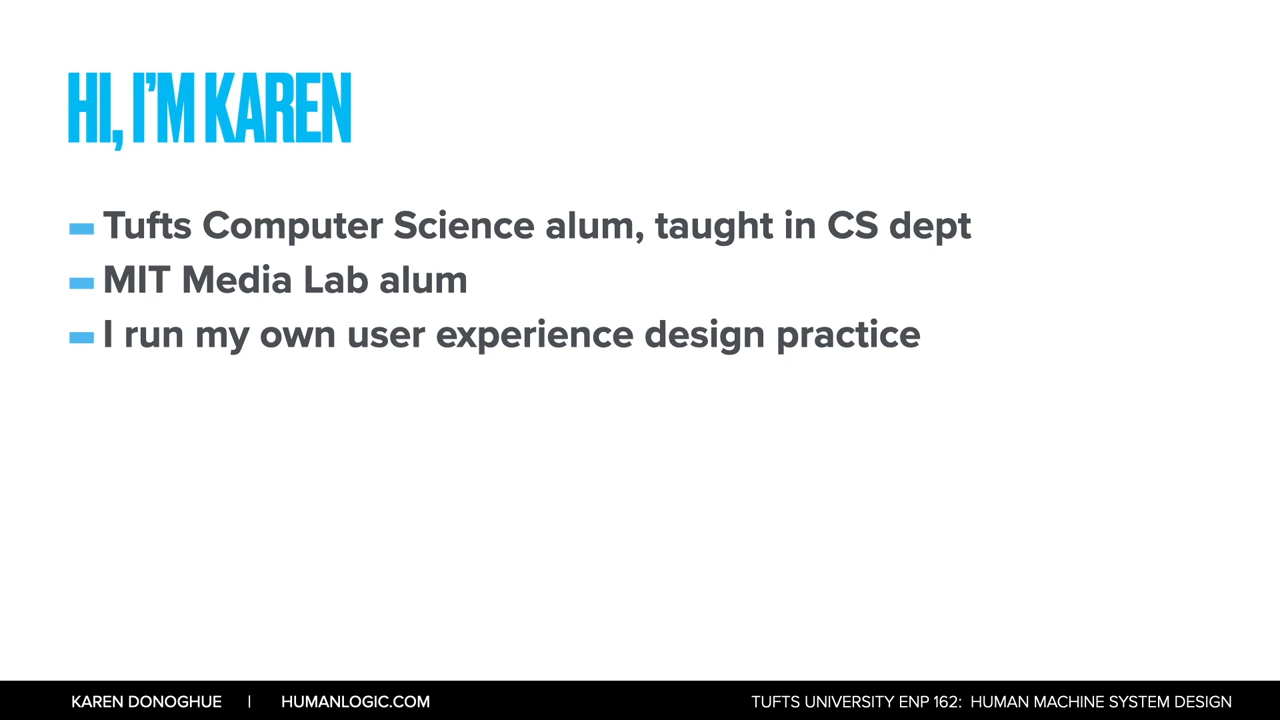 HI, I'M KAREN
Tufts Computer Science alum, taught in CS dept
MIT Media Lab alum
I run my own user experience design practice
KAREN DONOGHUE | HUMANLOGIC.COM
TUFTS UNIVERSITY ENP 162: HUMAN MACHINE SYSTEM DESIGN